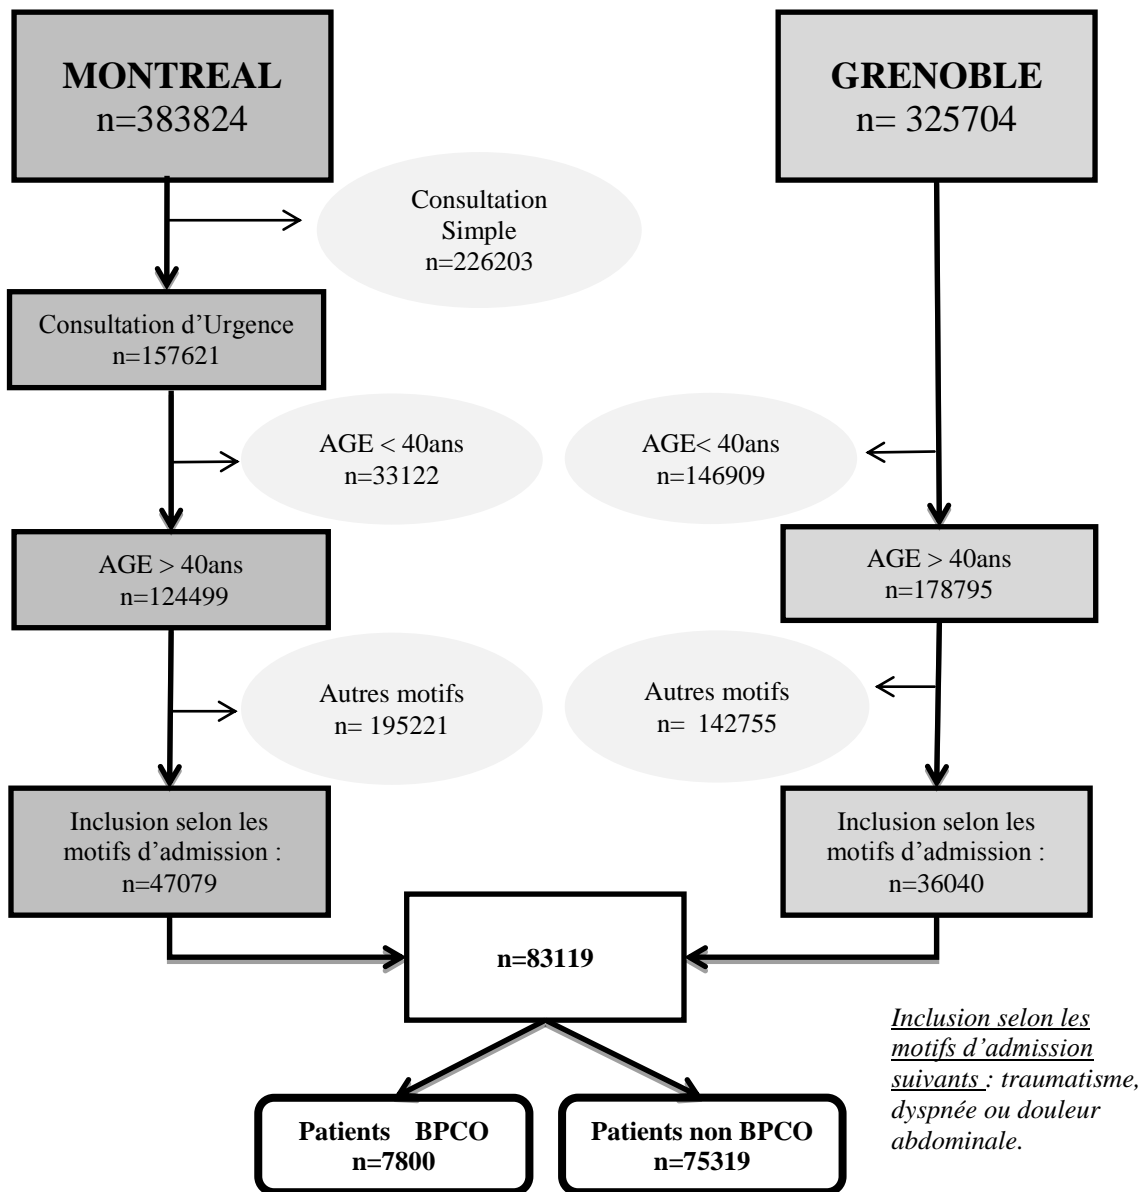 MONTREAL
n=383824
GRENOBLE
n= 325704
Consultation
Simple
n=226203
Consultation d’Urgence
n=157621
AGE < 40ans
n=33122
AGE< 40ans
n=146909
AGE > 40ans
n=124499
AGE > 40ans
n=178795
Autres motifs
n= 195221
Autres motifs
n= 142755
Inclusion selon les
motifs d’admission :
n=47079
Inclusion selon les
motifs d’admission :
n=36040
n=83119
Inclusion selon les
motifs d’admission
suivants : traumatisme,
dyspnée ou douleur
abdominale.
Patients BPCO
n=7800
Patients non BPCO
n=75319